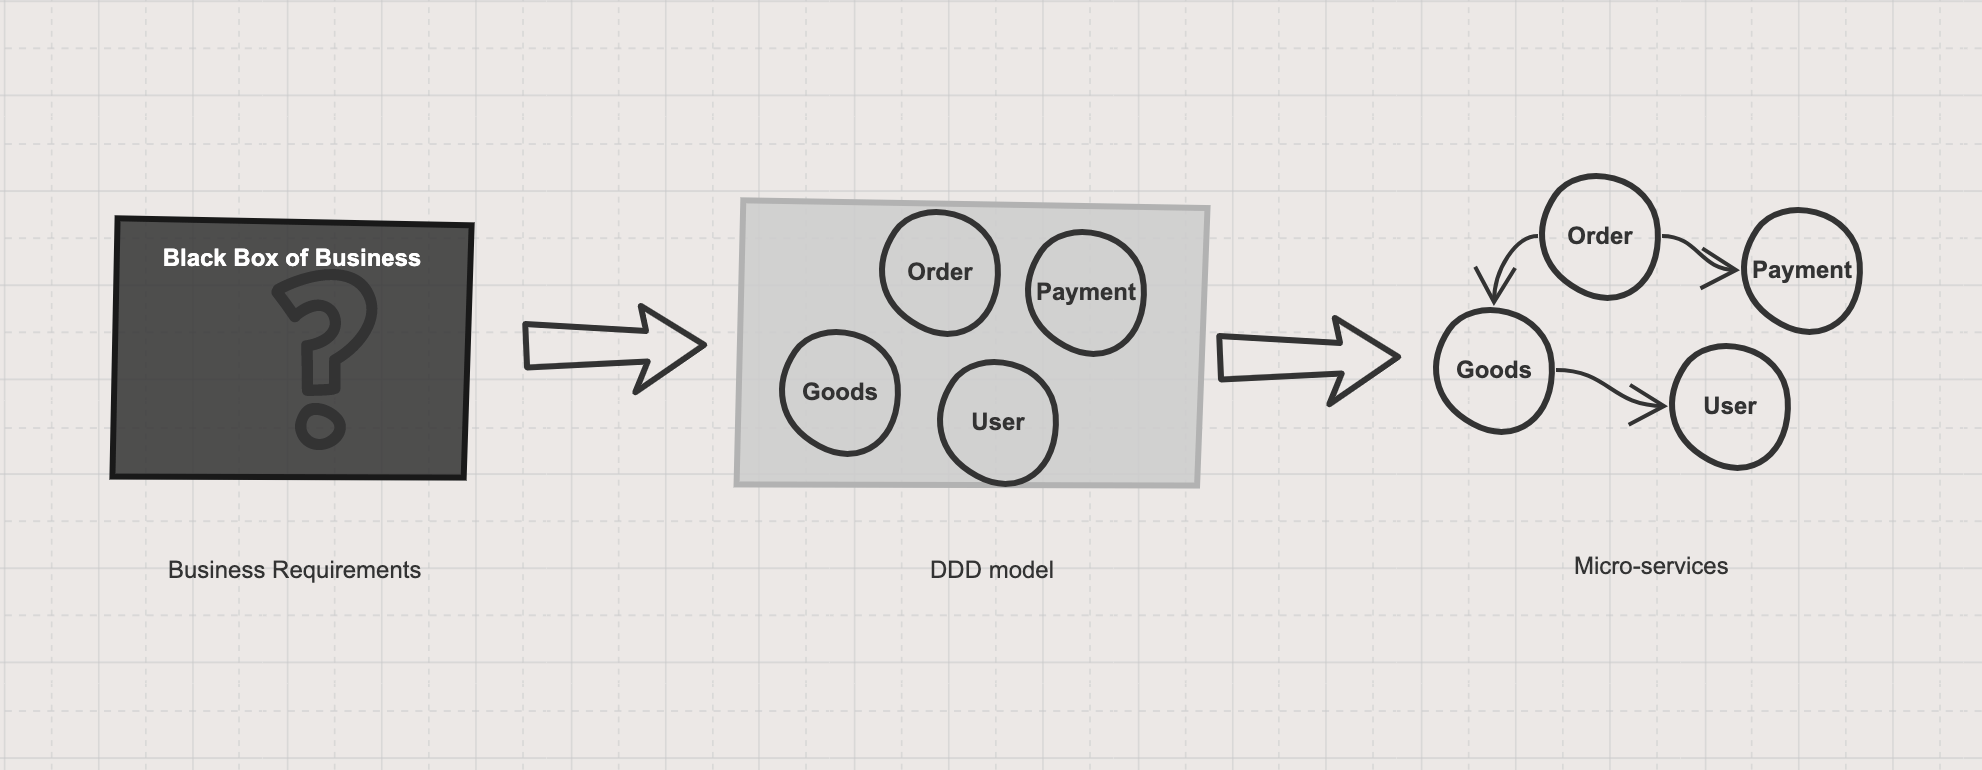 Black Box of Business
?
Business Requirements
Order
Payment
Goods
User
DDD model
Order
Payment
Goods
User
Micro-services